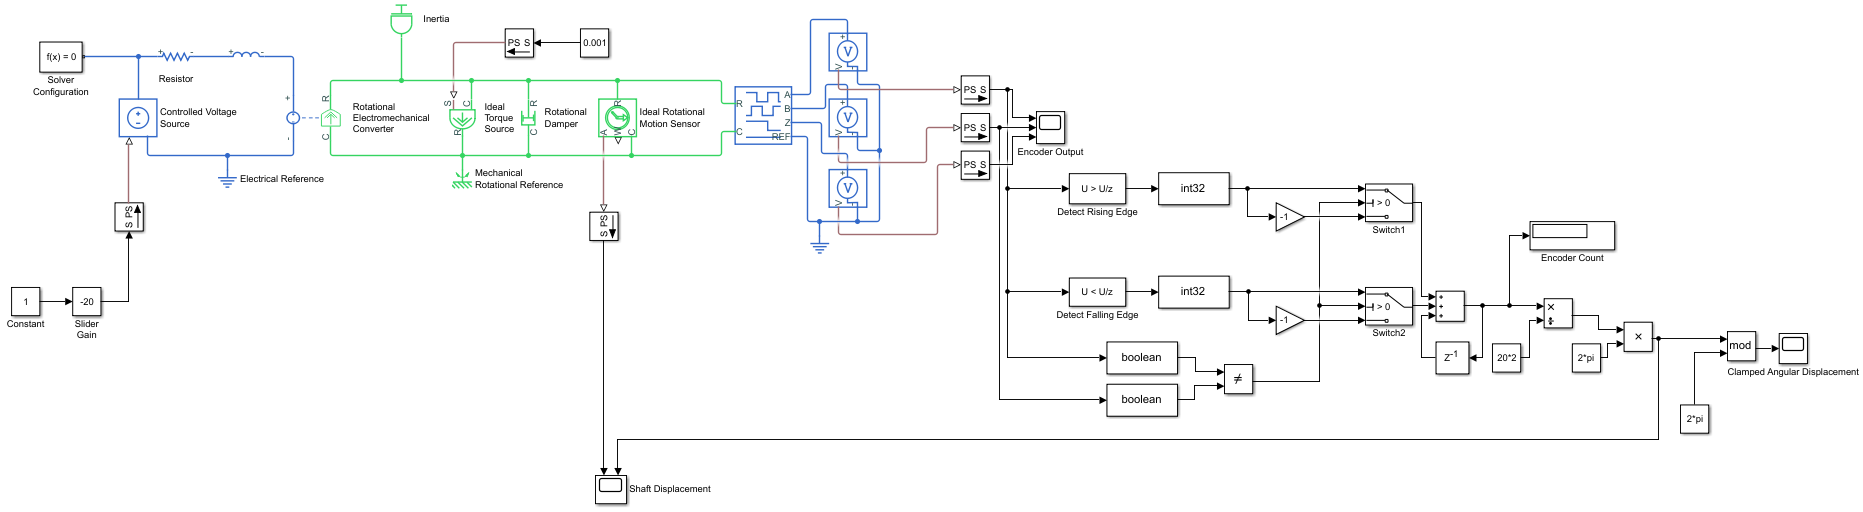 Inertia
f(x) = 0
Solver
Configuration
+
-
Resistor
+
-
Controlled Voltage
Source
+
-
Electrical Reference
S PS
1
Constant
-20
Slider
Gain
R
C
Rotational
Electromechanical
Converter
PS S
0.001
S
C
R
Ideal
Torque
Source
R
C
Rotational
Damper
R
A
W
C
Ideal Rotational
Motion Sensor
Mechanical
Rotational Reference
S PS
Shaft Displacement
R
C
A
B
Z
REF
+
V
-
V
+
V
-
V
+
V
-
V
PS S
PS S
PS S
Encoder Output
U > U/z
Detect Rising Edge
int32
-1
> 0
Switch1
U < U/z
Detect Falling Edge
int32
-1
> 0
Switch2
boolean
boolean
≠
+
+
+
Z-1
Encoder Count
20*2
×
÷
2*pi
×
mod
2*pi
Clamped Angular Displacement